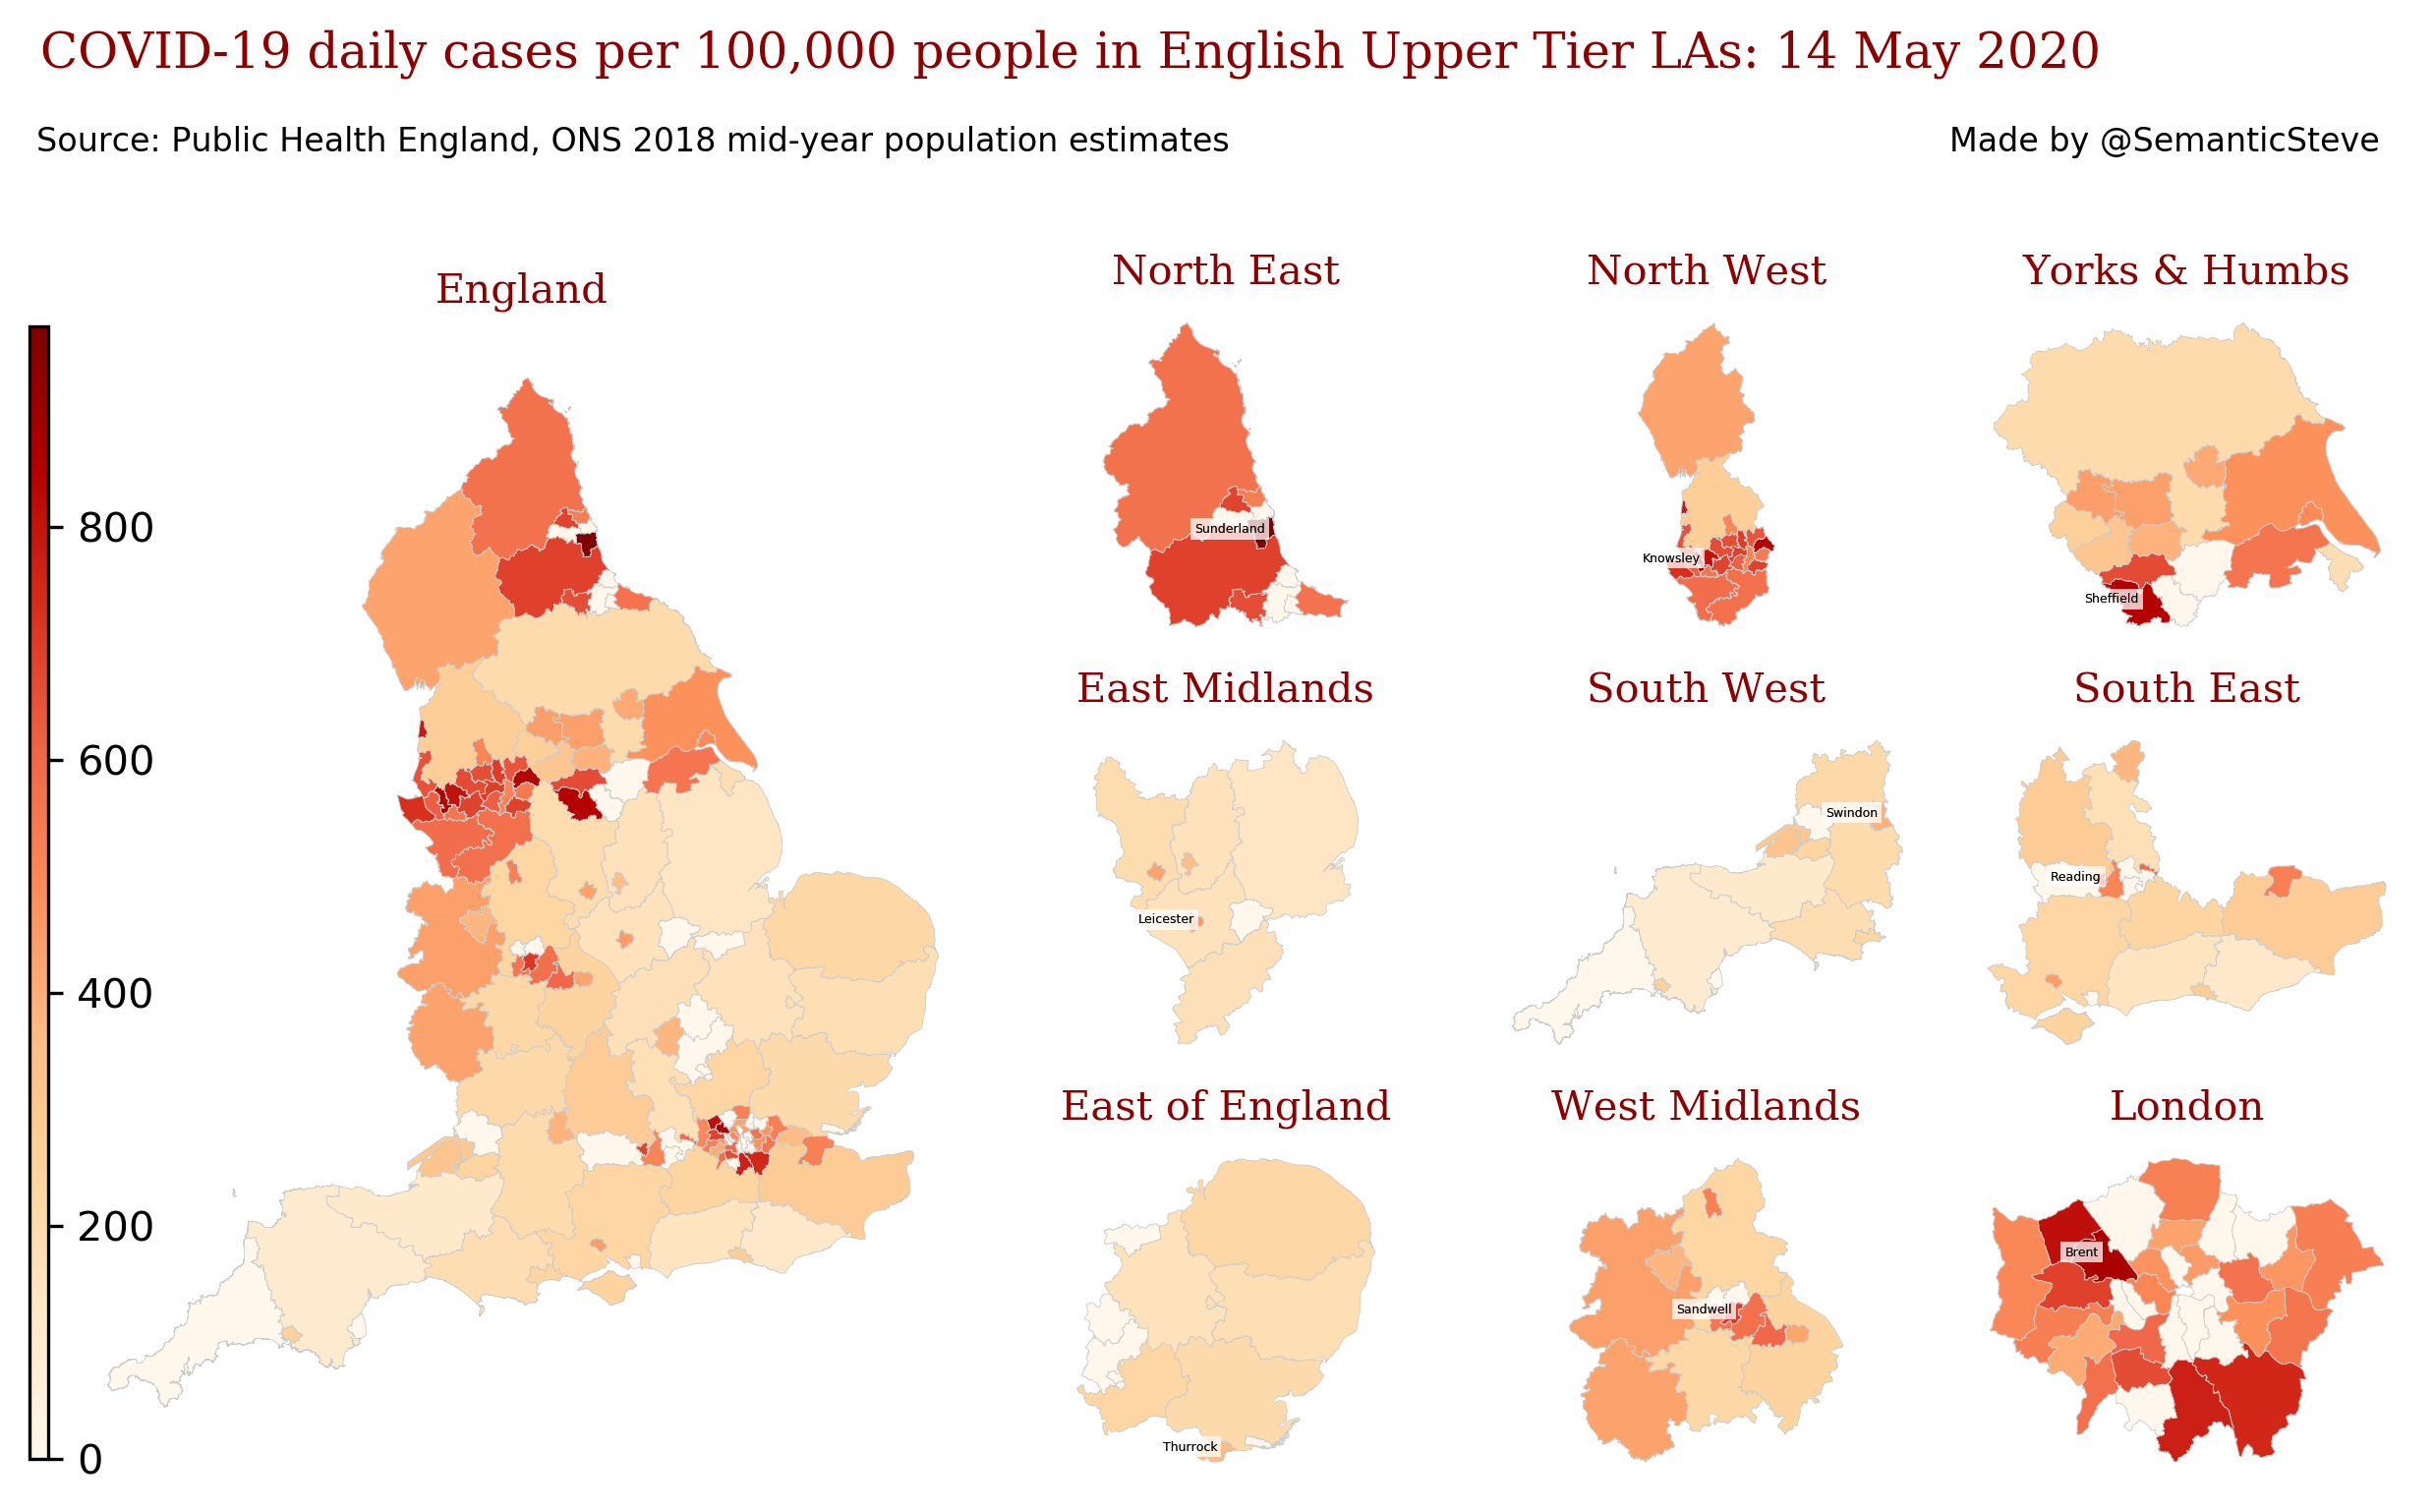 COVID-19 daily cases per 100,000 people in English Upper Tier LAs: 14 May 2020
Source: Public Health England, ONS 2018 mid-year population estimates
Made by @SemanticSteve
England
800
600
400
200
0
North East
Sunderland
North West
Knowsley
Yorks & Humbs
Sheffield
East Midlands
Leicester
South West
Swindon
South East
Reading
East of England
Thurrock
West Midlands
Sandwell
London
Brent